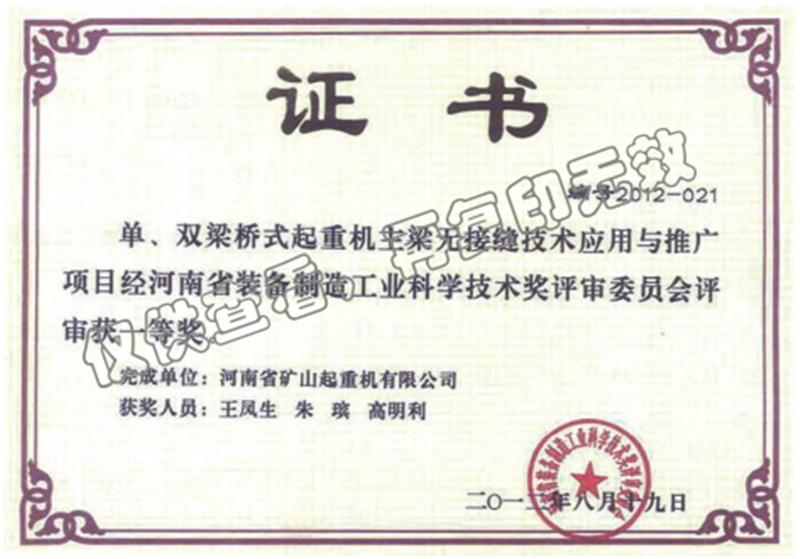 证书
编号2012-021
单、双梁桥式起重机主梁无接缝技术应用与推广
项目经河南省装备制造工业科学技术奖评审委员会评
审获一等奖
完成单位：河南省矿山起重机有限公司
获奖人员：王凤生 朱 瑸 高明利
二〇一二年八月十九日
仅供查看，再复印无效